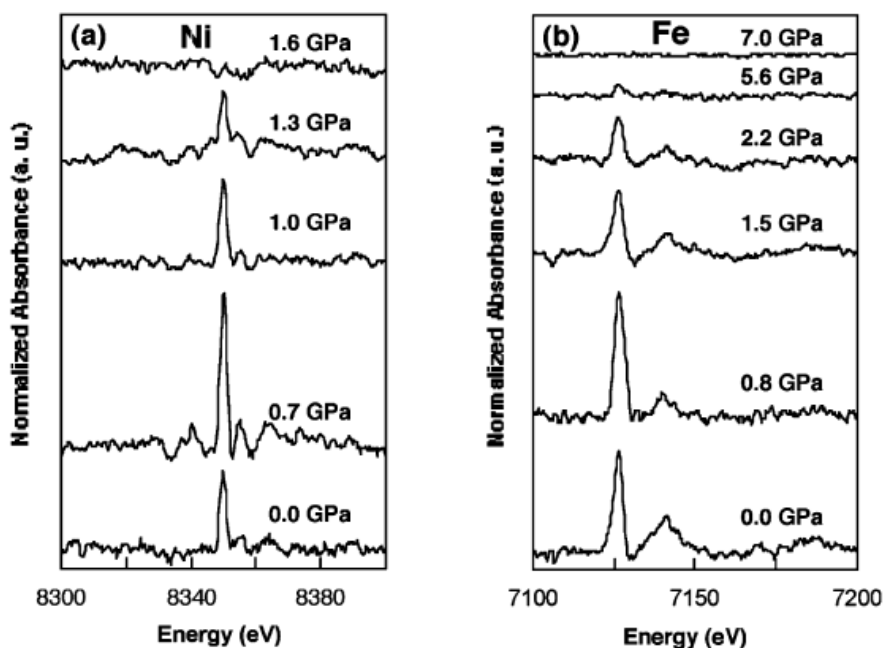 (a) Ni
1.6 GPa
1.3 GPa
1.0 GPa
0.7 GPa
0.0 GPa
Normalized Absorbance (a. u.)
8300 8340 8380
Energy (eV)
(b) Fe
7.0 GPa
5.6 GPa
2.2 GPa
1.5 GPa
0.8 GPa
0.0 GPa
Normalized Absorbance (a. u.)
7100 7150 7200
Energy (eV)